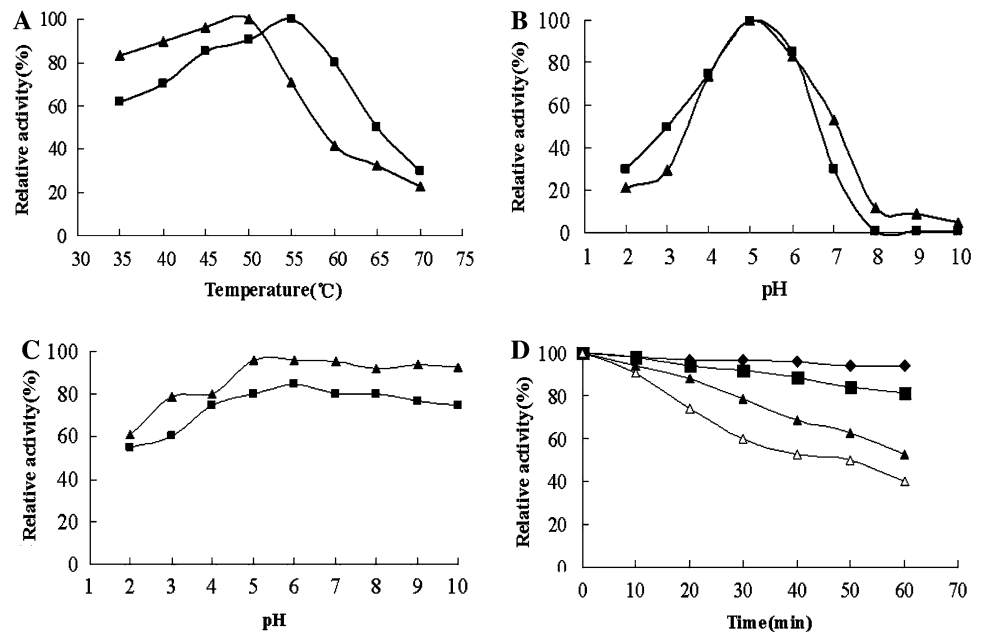 A
Relative activity(%)
100
80
60
40
20
0
30 35 40 45 50 55 60 65 70 75
Temperature(℃)
B
Relative activity(%)
100
80
60
40
20
0
1 2 3 4 5 6 7 8 9 10
pH
C
Relative activity(%)
100
80
60
40
20
0
1 2 3 4 5 6 7 8 9 10
pH
D
Relative activity(%)
100
80
60
40
20
0
0 10 20 30 40 50 60 70
Time(min)